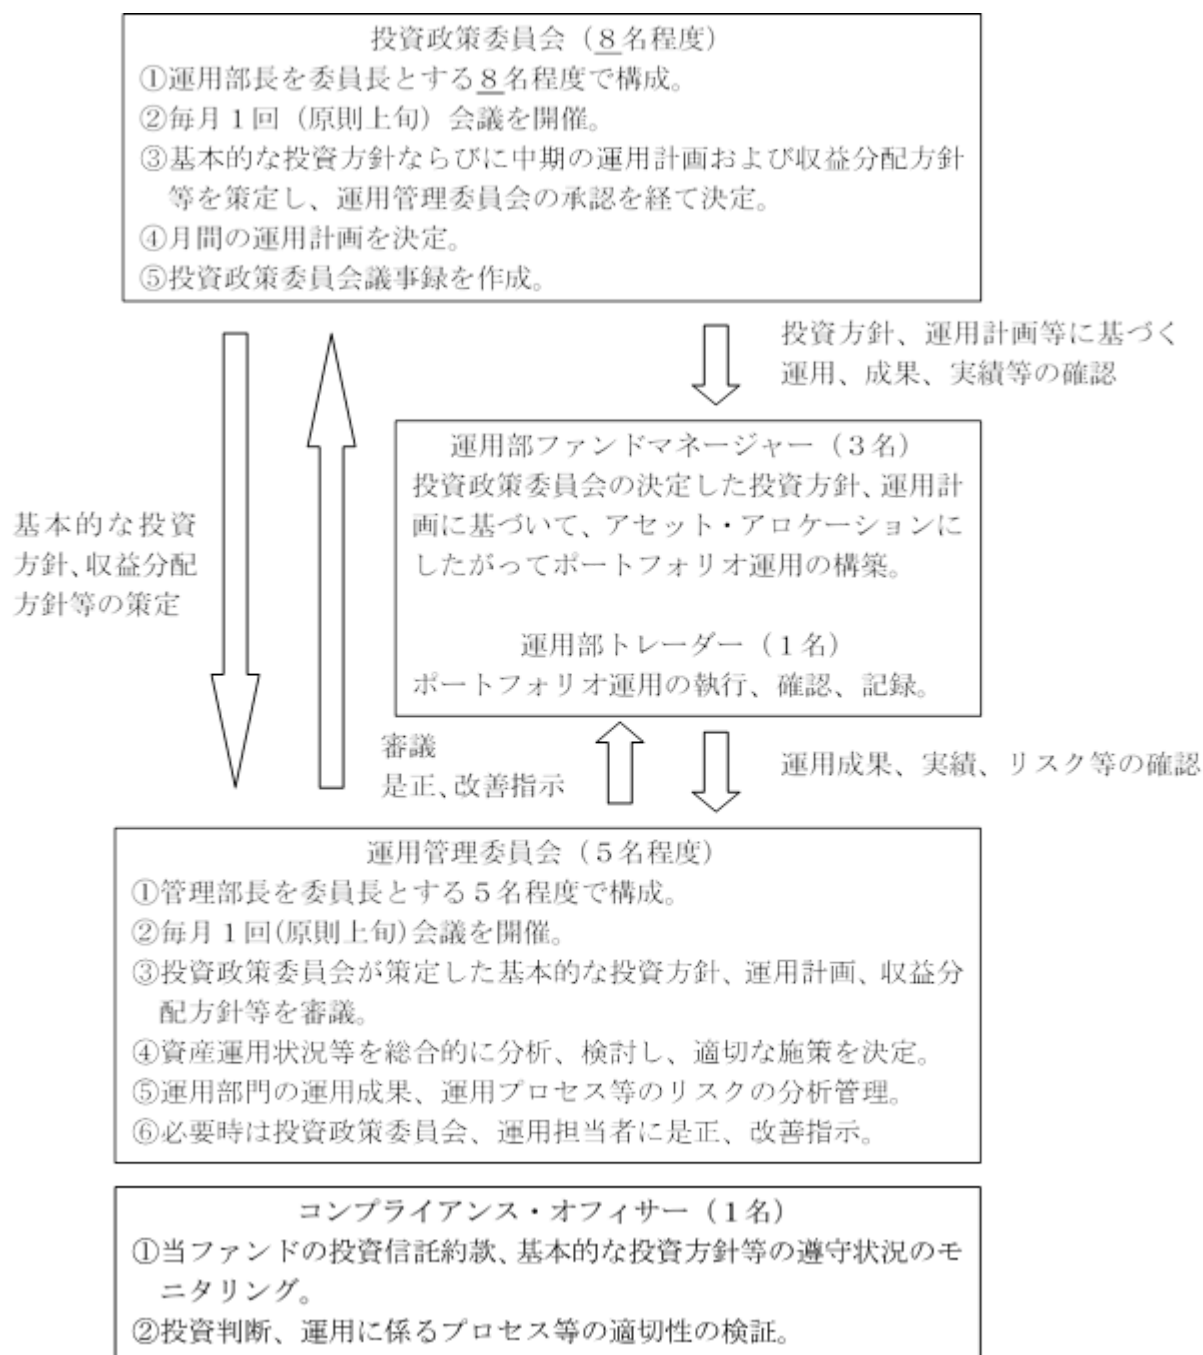 投資政策委員会（８名程度）
①運用部長を委員長とする８名程度で構成。
②毎月１回（原則上旬）会議を開催。
③基本的な投資方針ならびに中期の運用計画および収益分配方針
等を策定し、運用管理委員会の承認を経て決定。
④月間の運用計画を決定。
⑤投資政策委員会議事録を作成。
投資方針、運用計画等に基づく
運用、成果、実績等の確認
運用部ファンドマネージャー（３名）
投資政策委員会の決定した投資方針、運用計
画に基づいて、アセット・アロケーションに
したがってポートフォリオ運用の構築。
運用部トレーダー（１名）
ポートフォリオ運用の執行、確認、記録。
基本的な投資
方針、収益分配
方針等の策定
審議
是正、改善指示
運用成果、実績、リスク等の確認
運用管理委員会（５名程度）
①管理部長を委員長とする５名程度で構成。
②毎月１回(原則上旬)会議を開催。
③投資政策委員会が策定した基本的な投資方針、運用計画、収益分
配方針等を審議。
④資産運用状況等を総合的に分析、検討し、適切な施策を決定。
⑤運用部門の運用成果、運用プロセス等のリスクの分析管理。
⑥必要時は投資政策委員会、運用担当者に是正、改善指示。
コンプライアンス・オフィサー（１名）
①当ファンドの投資信託約款、基本的な投資方針等の遵守状況のモ
ニタリング。
②投資判断、運用に係るプロセス等の適切性の検証。